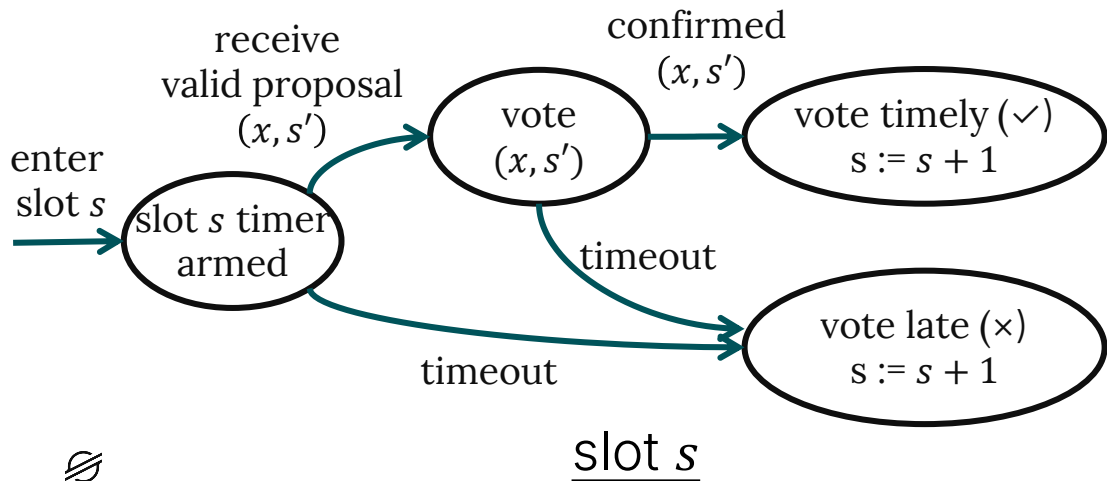 receive
valid proposal
(x, s′)
confirmed
(x, s′)
enter
slot s
slot s timer
armed
vote
(x, s′)
vote timely (✓)
s := s + 1
timeout
timeout
vote late (×)
s := s + 1
slot s